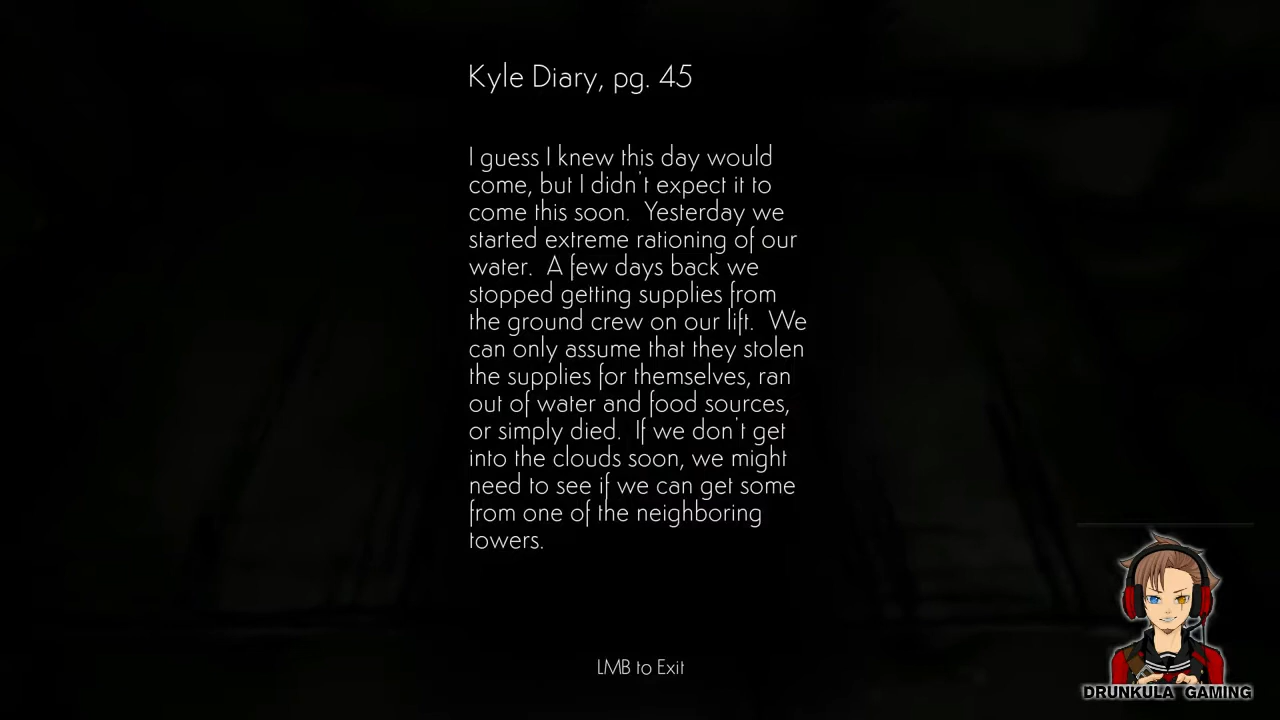 Kyle Diary, pg. 45
I guess I knew this day would
come, but I didn't expect it to
come this soon.  Yesterday we
started extreme rationing of our
water.  A few days back we
stopped getting supplies from
the ground crew on our lift.  We
can only assume that they stolen
the supplies for themselves, ran
out of water and food sources,
or simply died.  If we don't get
into the clouds soon, we might
need to see if we can get some
from one of the neighboring
towers.
LMB to Exit
DRUNKULA GAMING